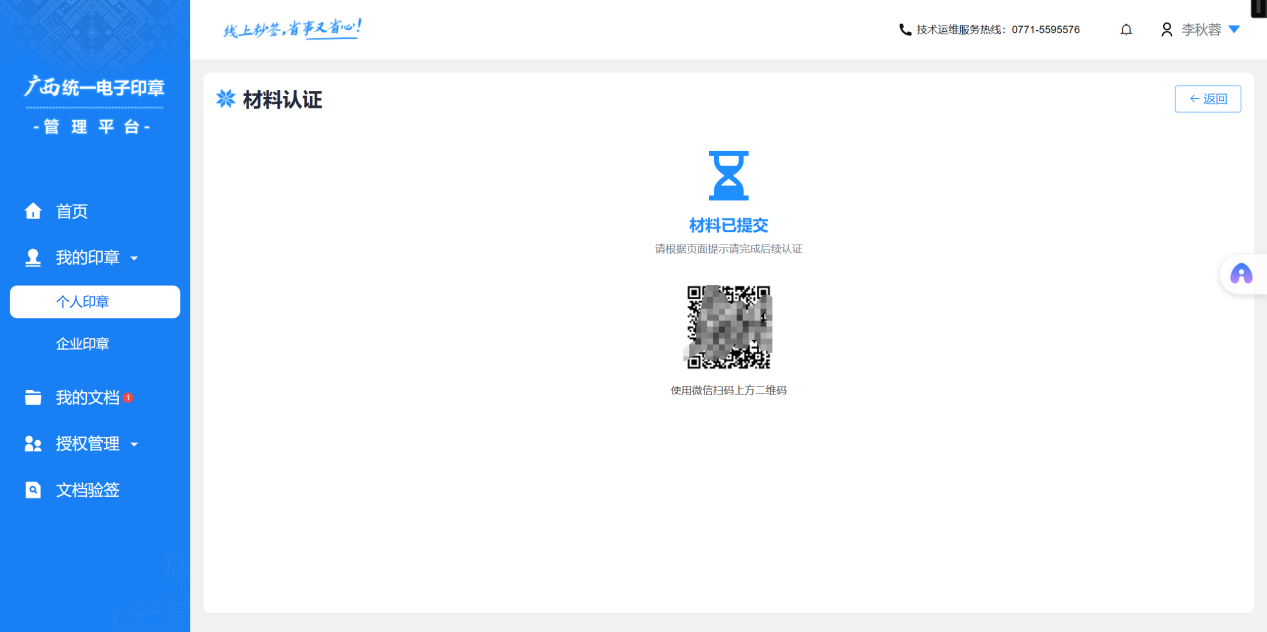 线上秒签,省事又省心!
技术运维服务热线：0771-5595576
李秋蓉
广西统一电子印章
-管理平台-
首页
我的印章
个人印章
企业印章
我的文档 1
授权管理
文档验签
材料认证
← 返回
材料已提交
请根据页面提示请完成后续认证
使用微信扫码上方二维码